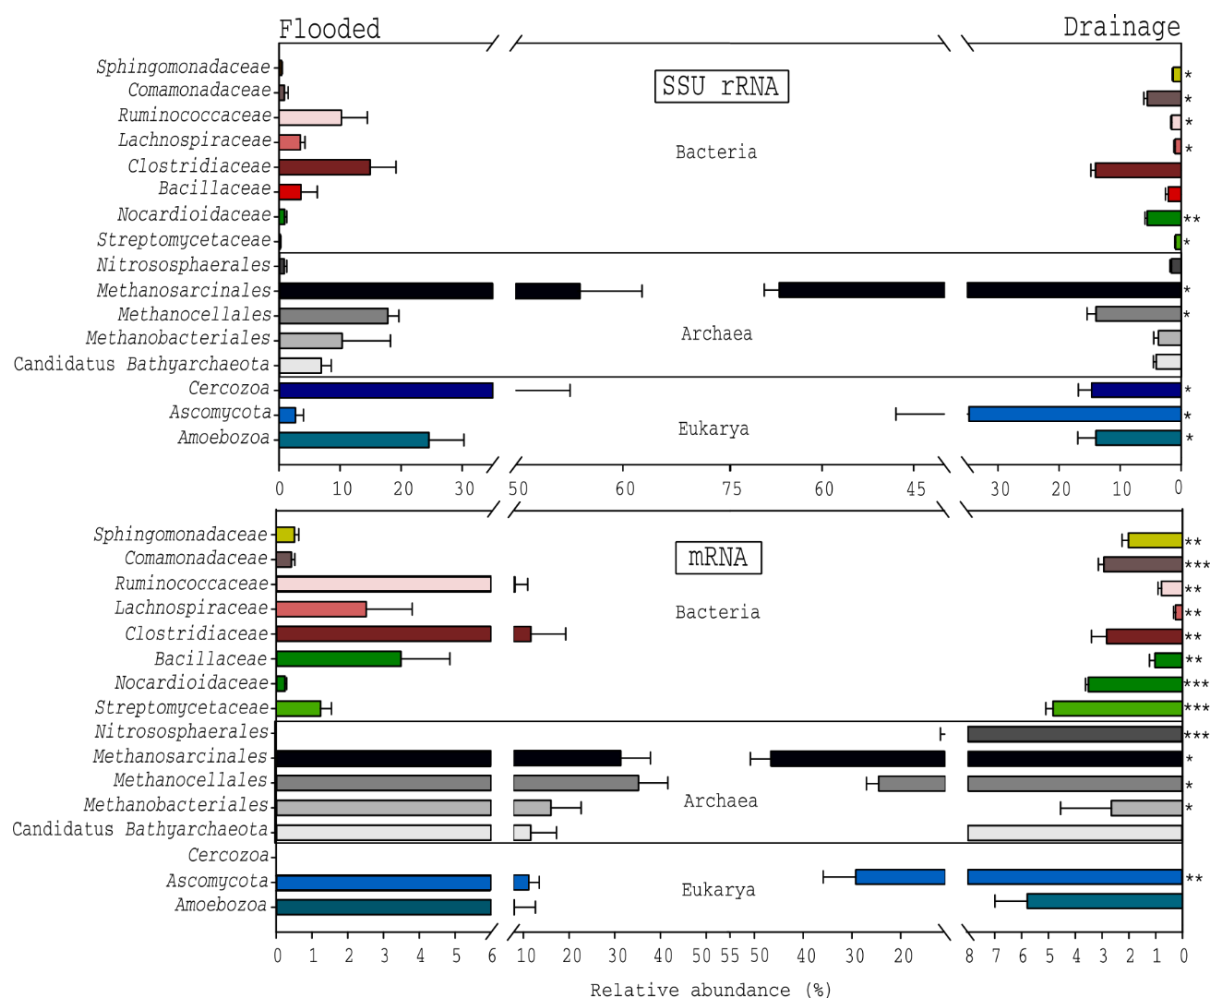 Flooded Drainage
SSU rRNA
Sphingomonadaceae *
Comamonadaceae *
Ruminococcaceae *
Lachnospiraceae *
Bacteria
Clostridiaceae
Bacillaceae
Nocardioidaceae **
Streptomycetaceae *
Nitrososphaerales
Methanosarcinales *
Methanocellales *
Archaea
Methanobacteriales
Candidatus Bathyarchaeota
Cercozoa *
Ascomycota *
Eukarya
Amoebozoa *
0 10 20 30 50 60 75 60 45 30 20 10 0
mRNA
Sphingomonadaceae **
Comamonadaceae ***
Ruminococcaceae **
Lachnospiraceae **
Bacteria
Clostridiaceae **
Bacillaceae **
Nocardioidaceae ***
Streptomycetaceae ***
Nitrososphaerales ***
Methanosarcinales *
Methanocellales *
Archaea
Methanobacteriales *
Candidatus Bathyarchaeota
Cercozoa
Ascomycota **
Eukarya
Amoebozoa
0 1 2 3 4 5 6 10 20 30 40 50 55 50 40 30 20 8 7 6 5 4 3 2 1 0
Relative abundance (%)